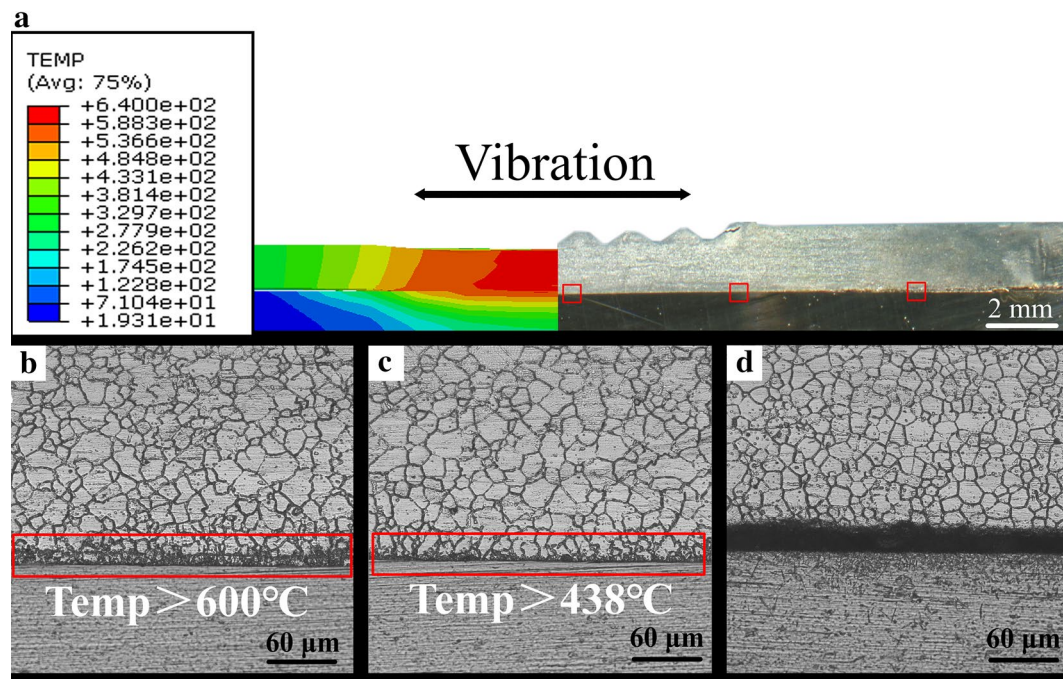 a
TEMP
(Avg: 75%)
+6.400e+02
+5.883e+02
+5.366e+02
+4.848e+02
+4.331e+02
+3.814e+02
+3.297e+02
+2.779e+02
+2.262e+02
+1.745e+02
+1.228e+02
+7.104e+01
+1.931e+01
Vibration
2 mm
b
c
d
Temp＞600℃
Temp＞438℃
60 μm
60 μm
60 μm